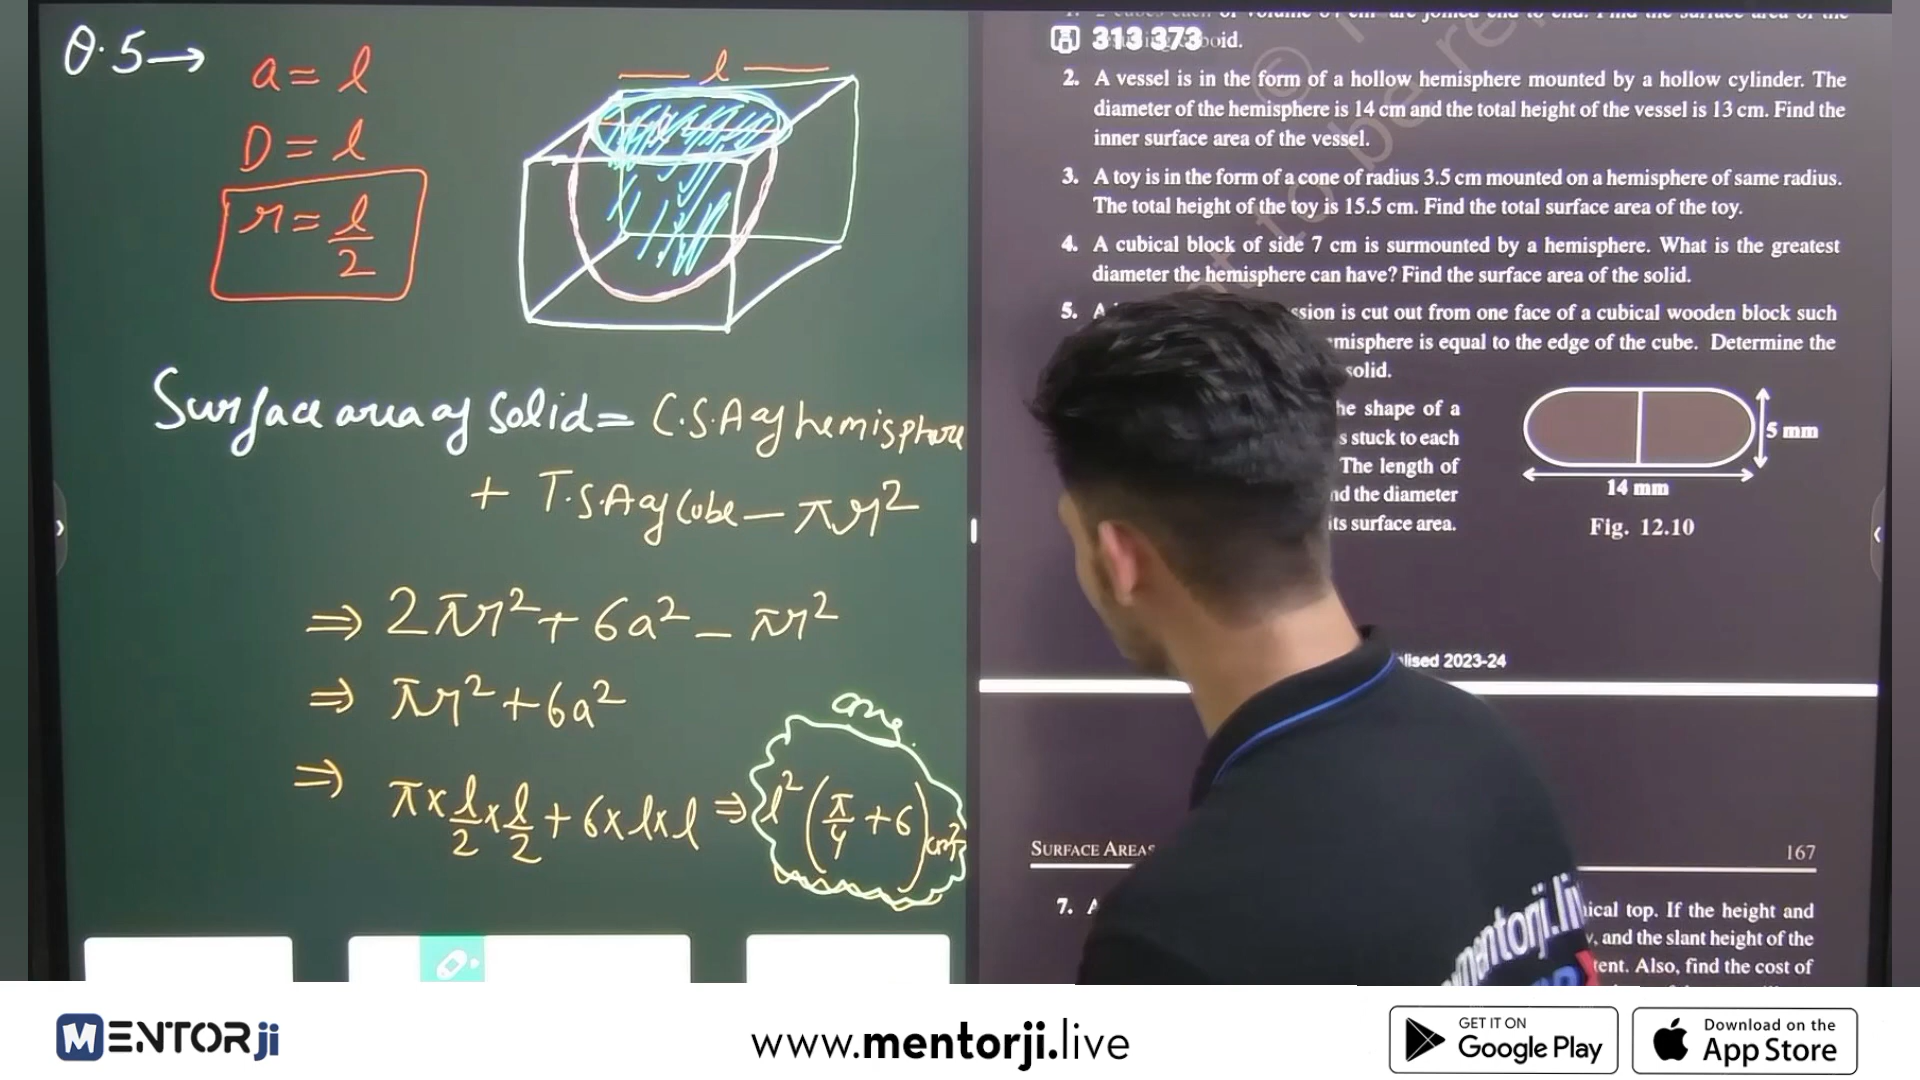 Q.5→
a = l
D = l
r = l/2
l
Surface area of solid = C.S.A of hemisphere
+ T.S.A of cube – πr²
⇒ 2πr² + 6a² – πr²
⇒ πr² + 6a²
⇒ π × l/2 × l/2 + 6 × l × l ⇒ l² (π/4 + 6) cm²
Ans.
313 373
2. A vessel is in the form of a hollow hemisphere mounted by a hollow cylinder. The
diameter of the hemisphere is 14 cm and the total height of the vessel is 13 cm. Find the
inner surface area of the vessel.
3. A toy is in the form of a cone of radius 3.5 cm mounted on a hemisphere of same radius.
The total height of the toy is 15.5 cm. Find the total surface area of the toy.
4. A cubical block of side 7 cm is surmounted by a hemisphere. What is the greatest
diameter the hemisphere can have? Find the surface area of the solid.
5. A is cut out from one face of a cubical wooden block such
is equal to the edge of the cube. Determine the
solid.
shape of a
stuck to each
The length of
the diameter
its surface area.
5 mm
14 mm
Fig. 12.10
2023-24
SURFACE AREAS
167
7. A
top. If the height and
, and the slant height of the
tent. Also, find the cost of
mentorji.li
MENTORji
www.mentorji.live
GET IT ON
Google Play
Download on the
App Store